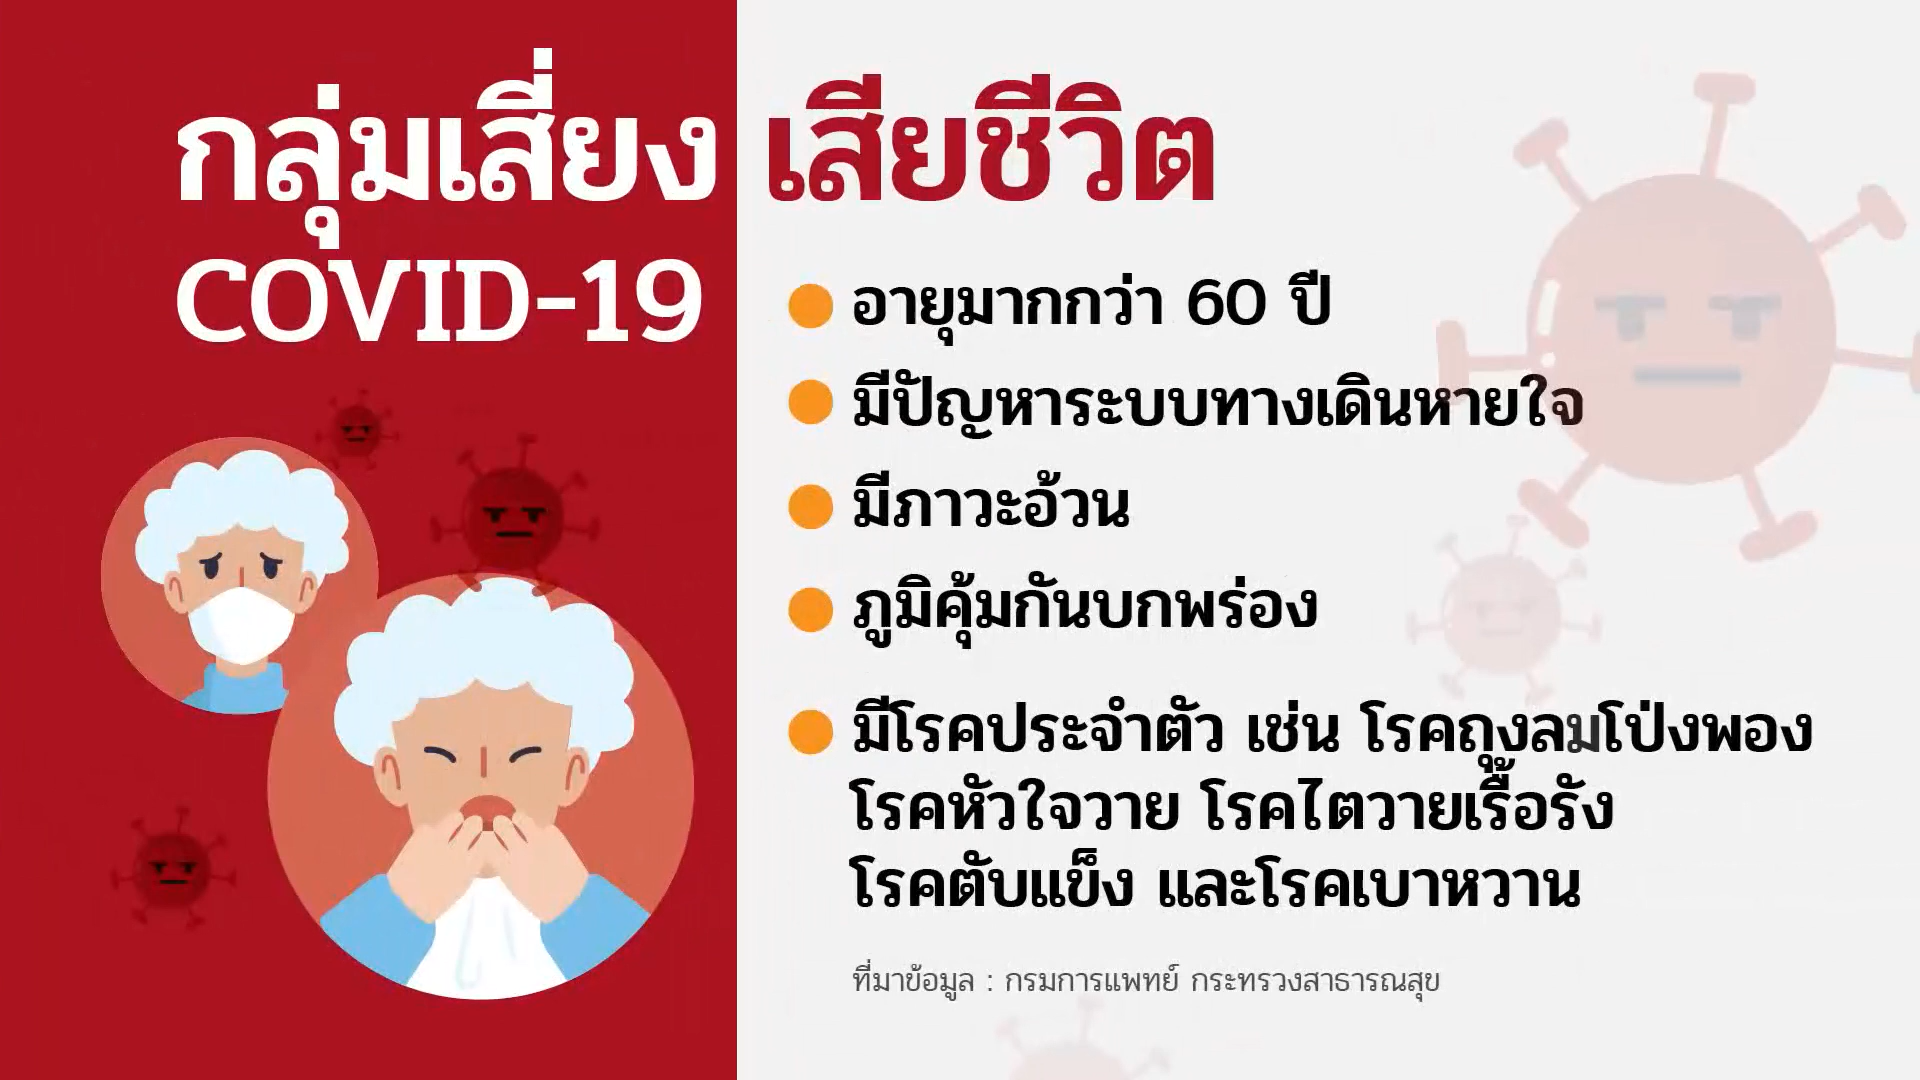 กลุ่มเสี่ยง เสียชีวิต
COVID-19
อายุมากกว่า 60 ปี
มีปัญหาระบบทางเดินหายใจ
มีภาวะอ้วน
ภูมิคุ้มกันบกพร่อง
มีโรคประจำตัว เช่น โรคถุงลมโป่งพอง
โรคหัวใจวาย โรคไตวายเรื้อรัง
โรคตับแข็ง และโรคเบาหวาน
ที่มาข้อมูล : กรมการแพทย์ กระทรวงสาธารณสุข